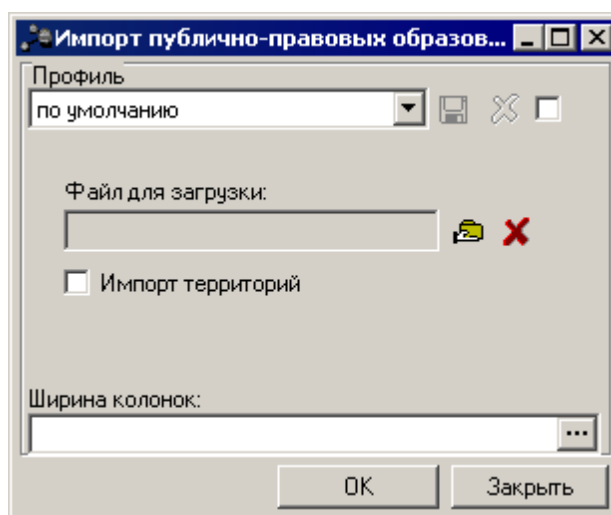 Импорт публично-правовых образов...
Профиль
по умолчанию
Файл для загрузки:
Импорт территорий
Ширина колонок:
...
OK
Закрыть